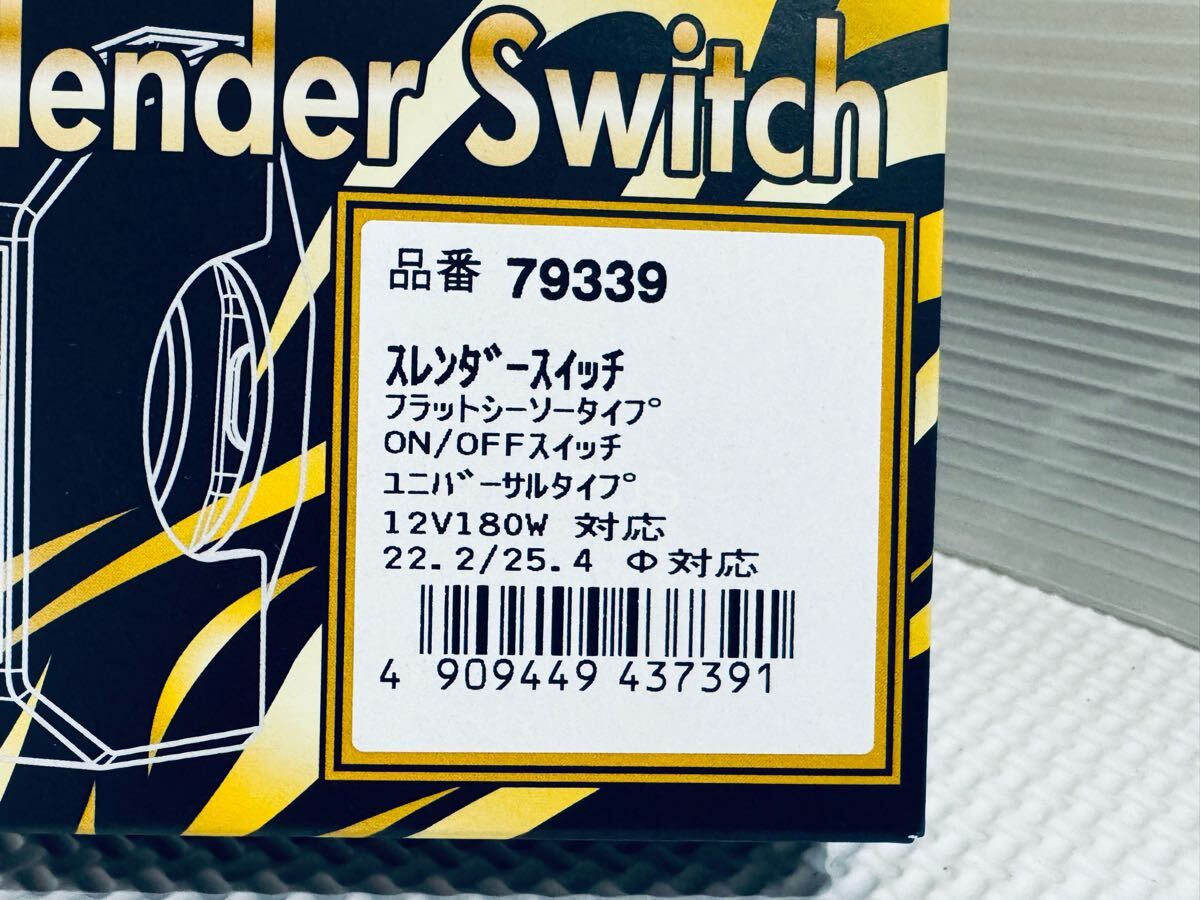 lender Switch
品番 79339
ｽﾚﾝﾀﾞｰｽｲｯﾁ
ﾌﾗｯﾄｼｰｿｰﾀｲﾌﾟ
ON/OFFｽｲｯﾁ
ﾕﾆﾊﾞｰｻﾙﾀｲﾌﾟ
12V180W 対応
22.2/25.4 Φ対応
4 909449 437391